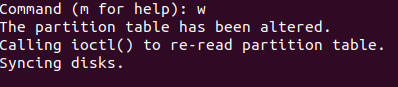 Command (m for help): w
The partition table has been altered.
Calling ioctl() to re-read partition table.
Syncing disks.